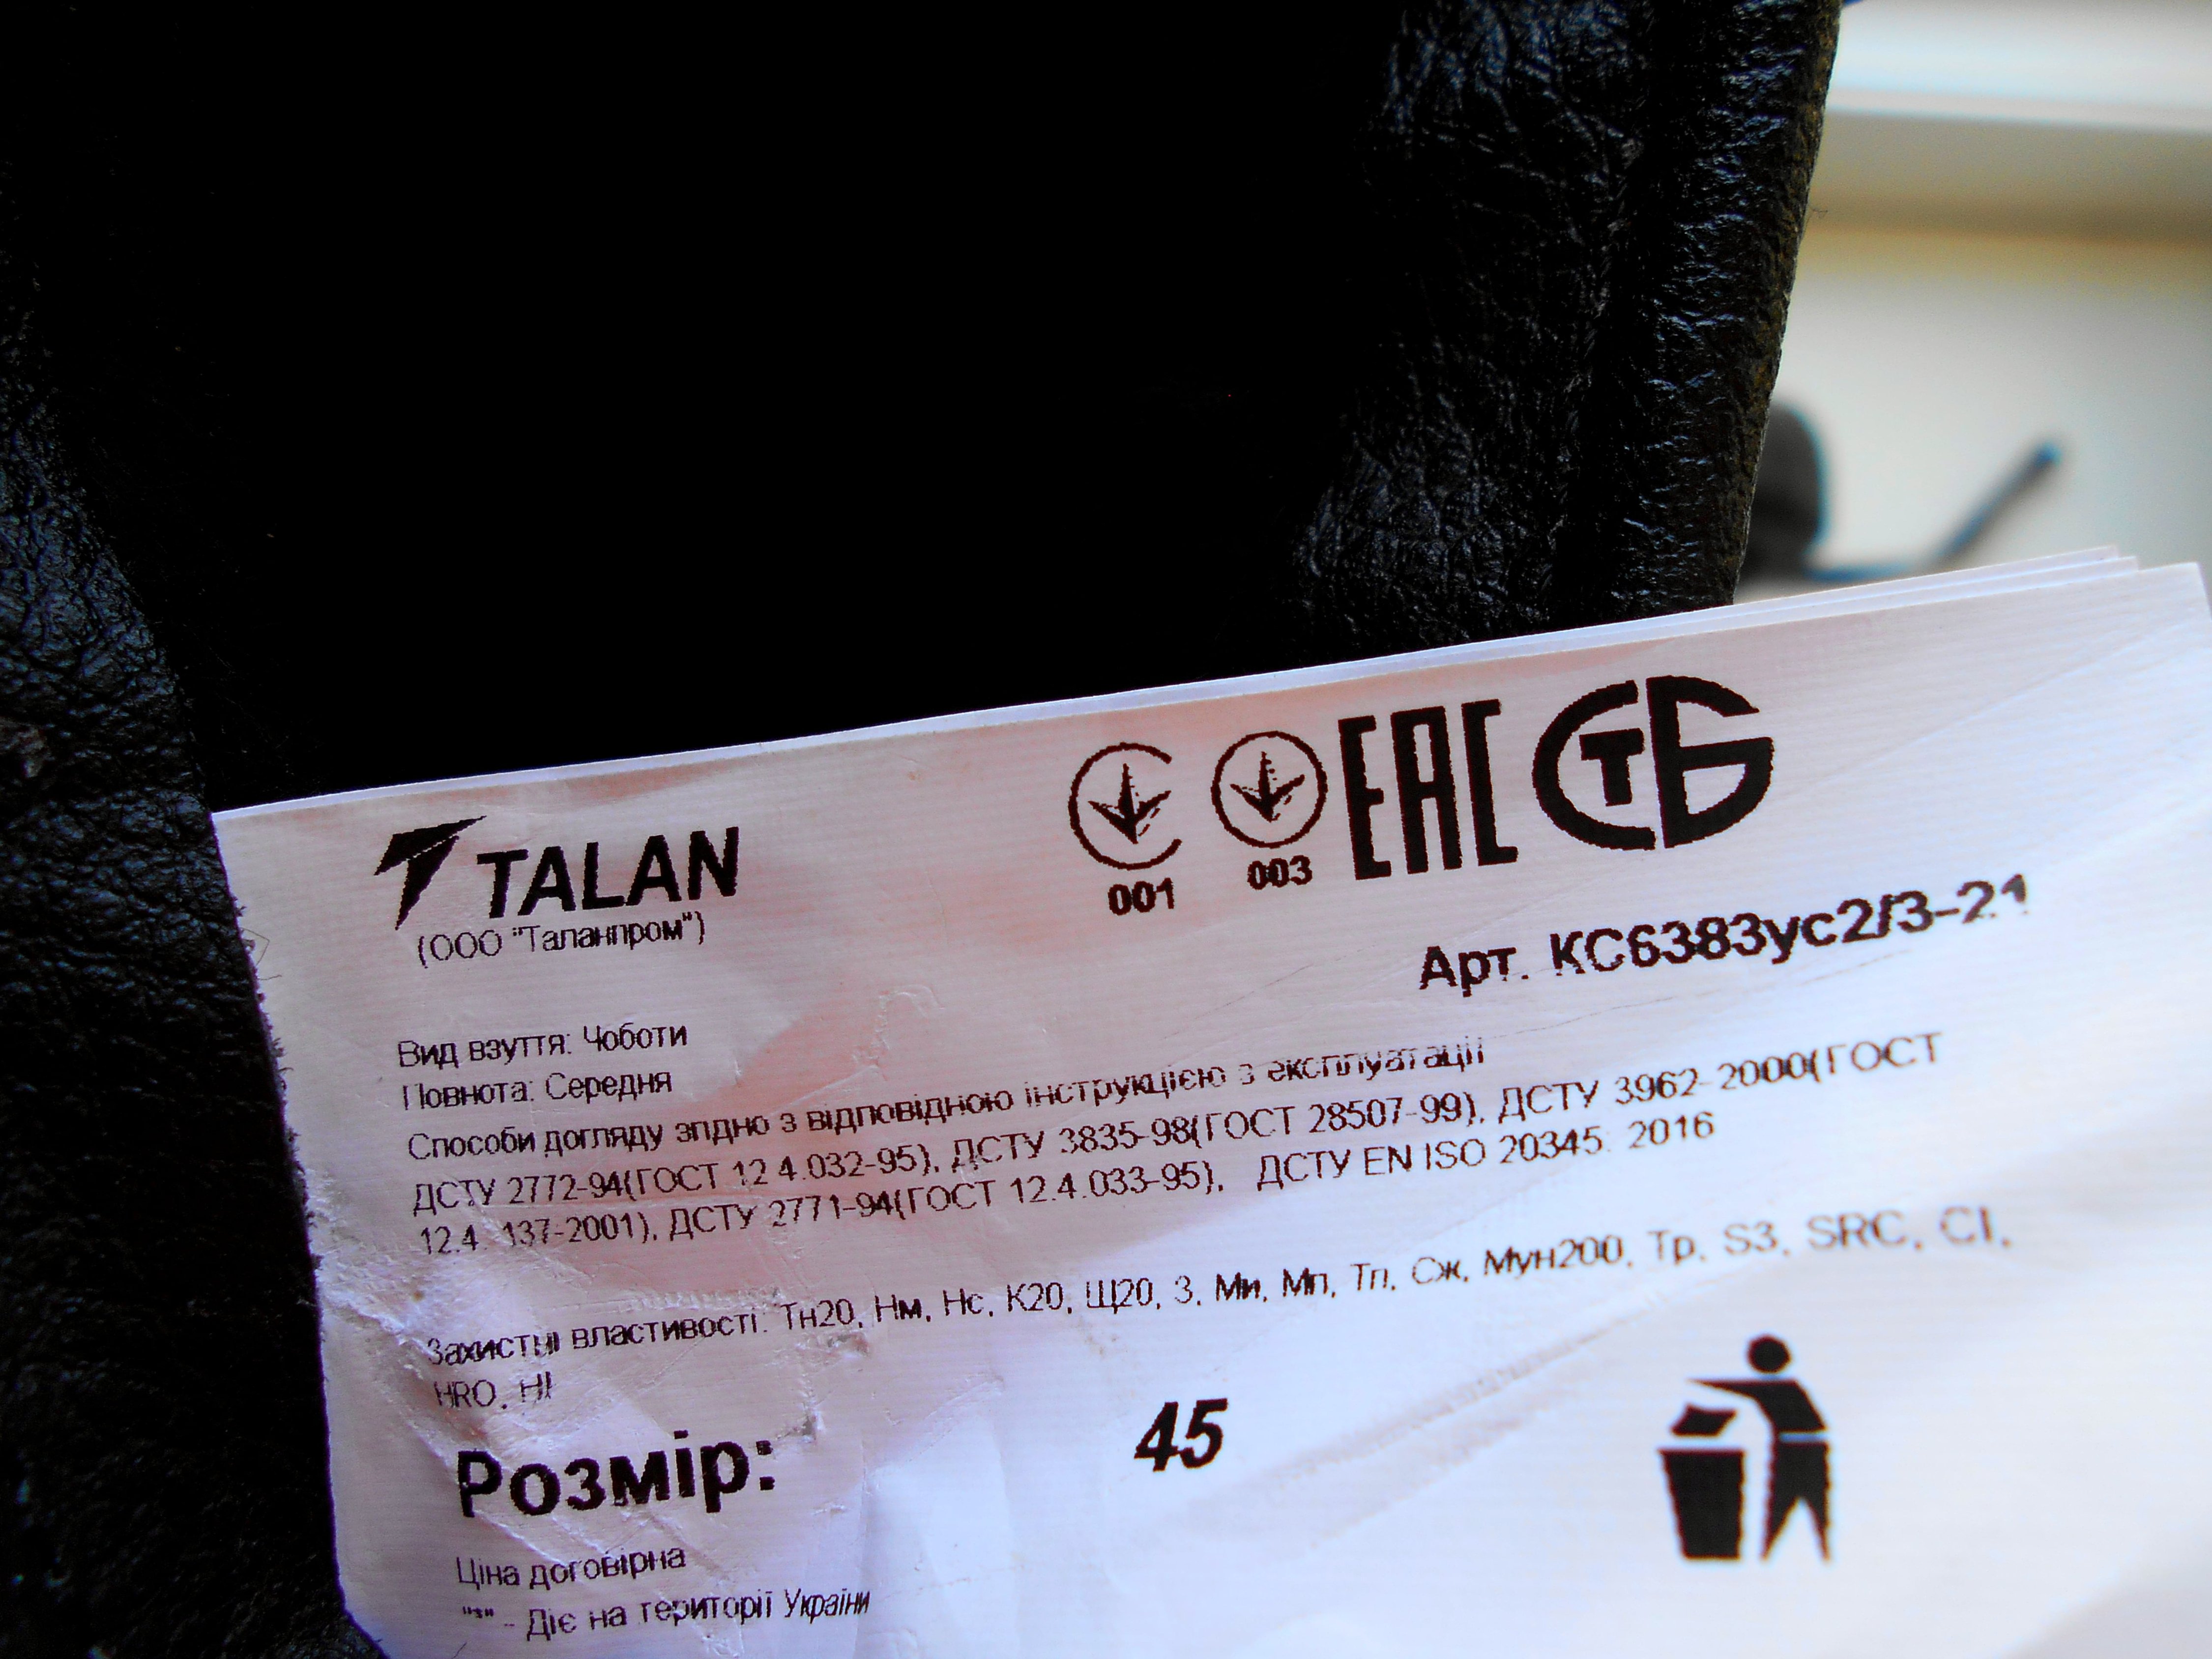 TALAN
(ООО "Таланпром")
001 003 ЕАС СТБ
Арт. КС6383ус2/3-21
Вид взуття: Чоботи
Повнота: Середня
Способи догляду згідно з відповідною інструкцією з експлуатації
ДСТУ 2772-94(ГОСТ 12.4.032-95), ДСТУ 3835-98(ГОСТ 28507-99), ДСТУ 3962-2000(ГОСТ
12.4. 137-2001), ДСТУ 2771-94(ГОСТ 12.4.033-95), ДСТУ EN ISO 20345: 2016
Захистні властивості: Тн20, Нм, Нс, К20, Щ20, З, Ми, Мп, Тп, Сж, Мун200, Тр, S3, SRC, CI,
HRO, HI
Розмір: 45
Ціна договірна
"*" - Діє на території України